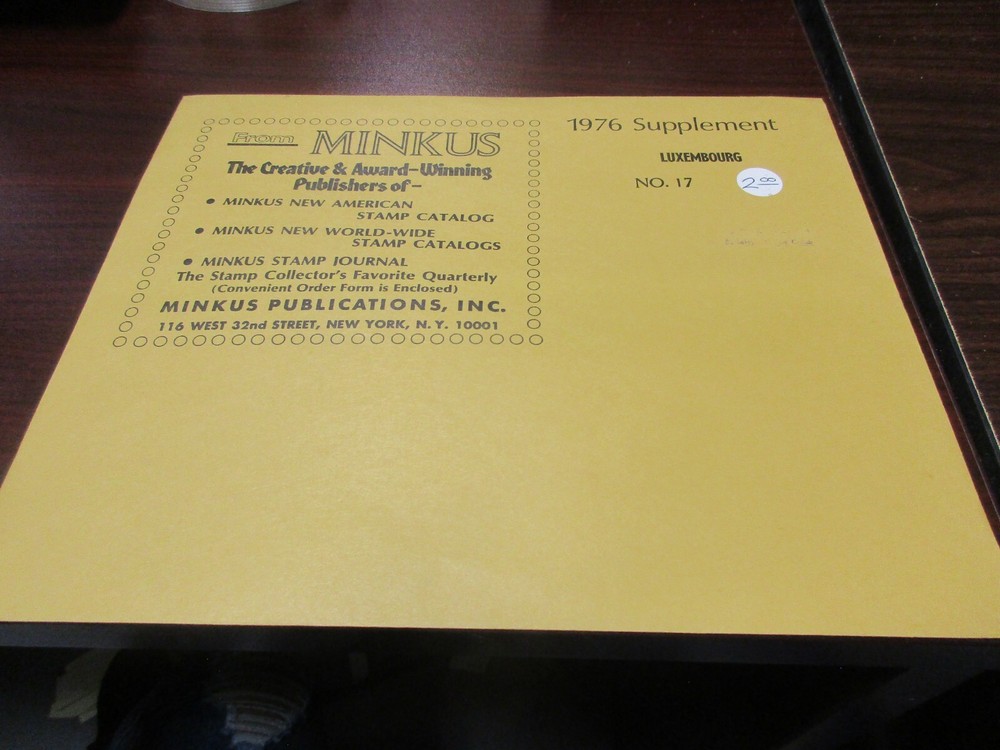 From MINKUS
The Creative & Award-Winning
Publishers of-
• MINKUS NEW AMERICAN
STAMP CATALOG
• MINKUS NEW WORLD-WIDE
STAMP CATALOGS
• MINKUS STAMP JOURNAL
The Stamp Collector's Favorite Quarterly
(Convenient Order Form is Enclosed)
MINKUS PUBLICATIONS, INC.
116 WEST 32nd STREET, NEW YORK, N. Y. 10001
1976 Supplement
LUXEMBOURG
NO. 17
2.00